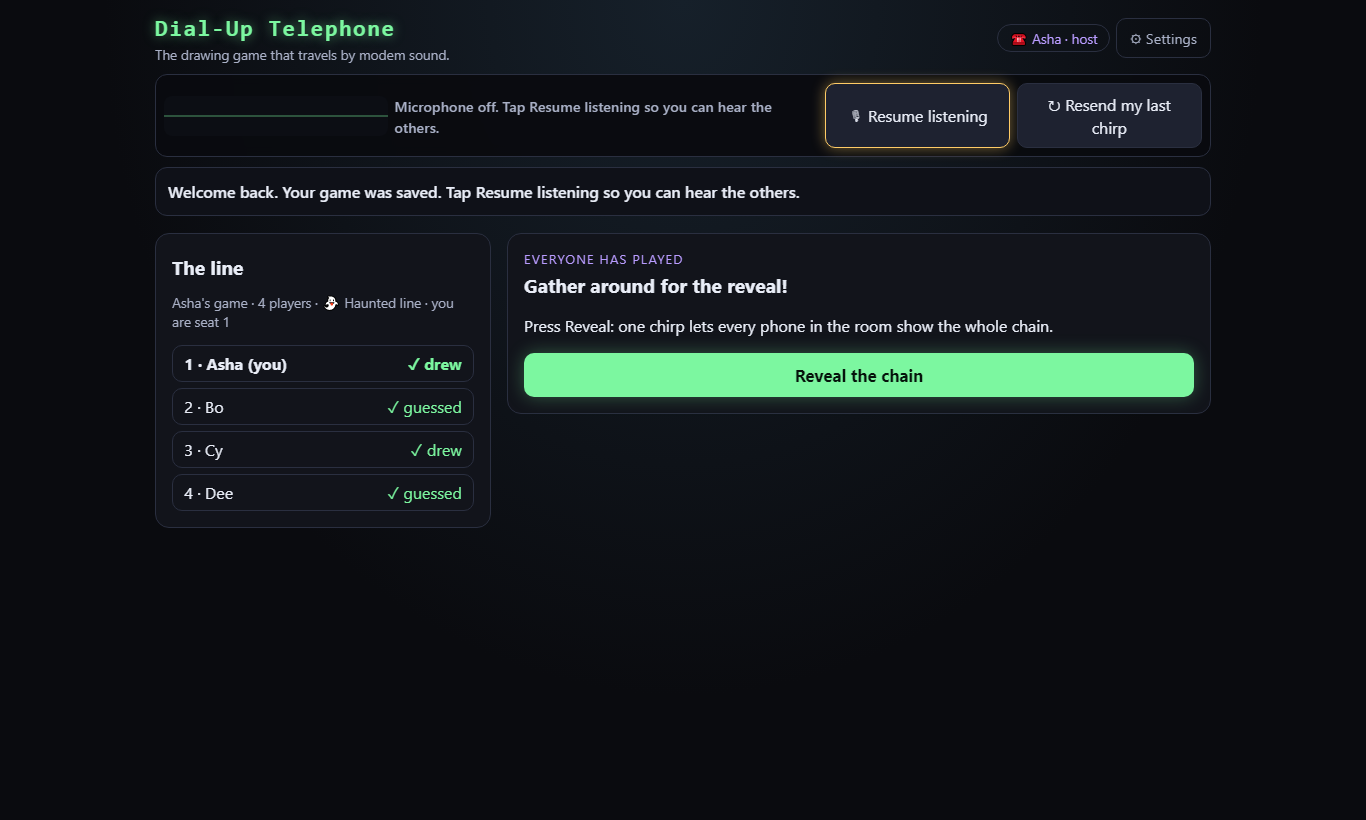 Dial-Up Telephone
The drawing game that travels by modem sound.
☎️ Asha · host
⚙ Settings
Microphone off. Tap Resume listening so you can hear the
others.
🎙 Resume listening
↻ Resend my last
chirp
Welcome back. Your game was saved. Tap Resume listening so you can hear the others.
The line
Asha's game · 4 players · 👻 Haunted line · you
are seat 1
1 · Asha (you) ✓ drew
2 · Bo ✓ guessed
3 · Cy ✓ drew
4 · Dee ✓ guessed
EVERYONE HAS PLAYED
Gather around for the reveal!
Press Reveal: one chirp lets every phone in the room show the whole chain.
Reveal the chain